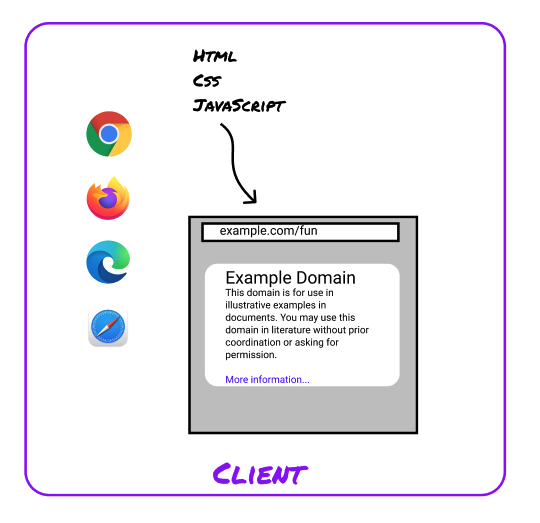 Html
Css
JavaScript
example.com/fun
Example Domain
This domain is for use in
illustrative examples in
documents. You may use this
domain in literature without prior
coordination or asking for
permission.
More information...
Client